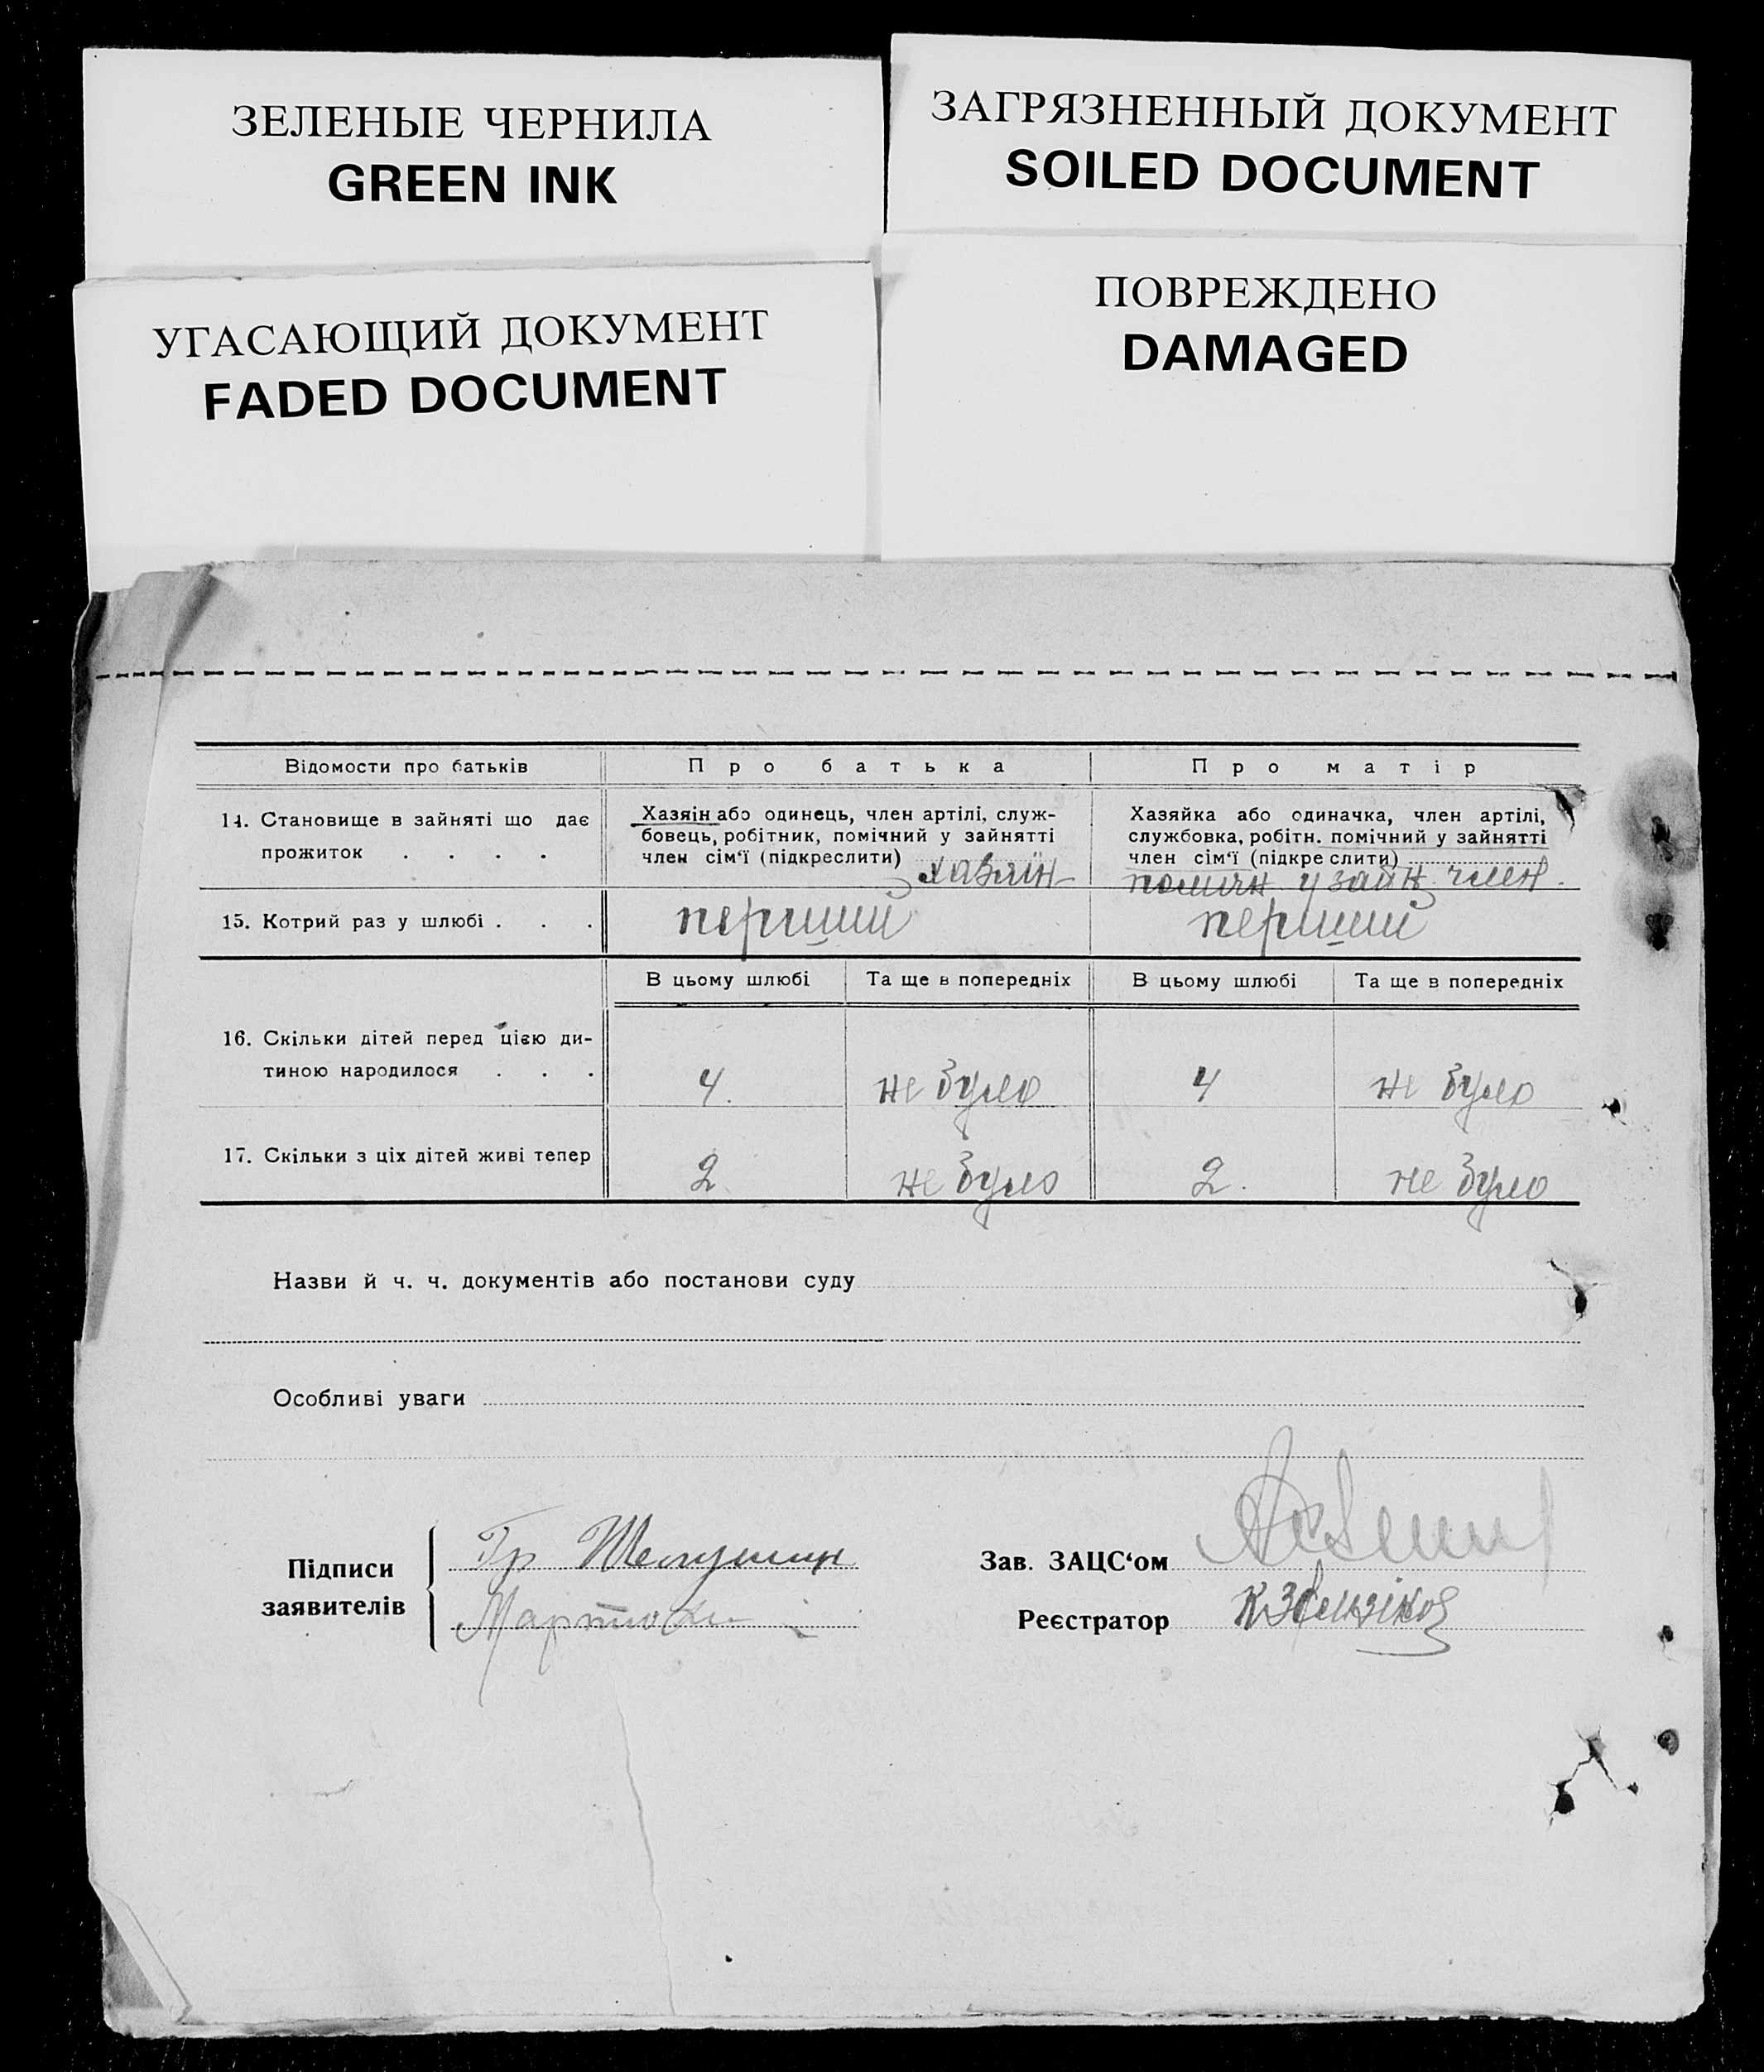 ЗЕЛЕНЫЕ ЧЕРНИЛА
GREEN INK
ЗАГРЯЗНЕННЫЙ ДОКУМЕНТ
SOILED DOCUMENT
УГАСАЮЩИЙ ДОКУМЕНТ
FADED DOCUMENT
ПОВРЕЖДЕНО
DAMAGED
Відомости про батьків
Про батька
Про матір
14. Становище в зайняті що дає
прожиток . . . .
Хазяїн або одинець, член артілі, служ-
бовець, робітник, помічний у зайнятті
член сім'ї (підкреслити)
хазяїн
Хазяйка або одиначка, член артілі,
службовка, робітн. помічний у зайнятті
член сім'ї (підкреслити)
помічн у зайн. член.
15. Котрий раз у шлюбі . . .
перший
перший
В цьому шлюбі
Та ще в попередніх
В цьому шлюбі
Та ще в попередніх
16. Скільки дітей перед цією ди-
тиною народилося . . .
4.
не було
4
не було
17. Скільки з ціх дітей живі тепер
2
не було
2.
не було
Назви й ч. ч. документів або постанови суду
Особливі уваги
Підписи
заявителів
Гр
Зав. ЗАЦС'ом
Реєстратор